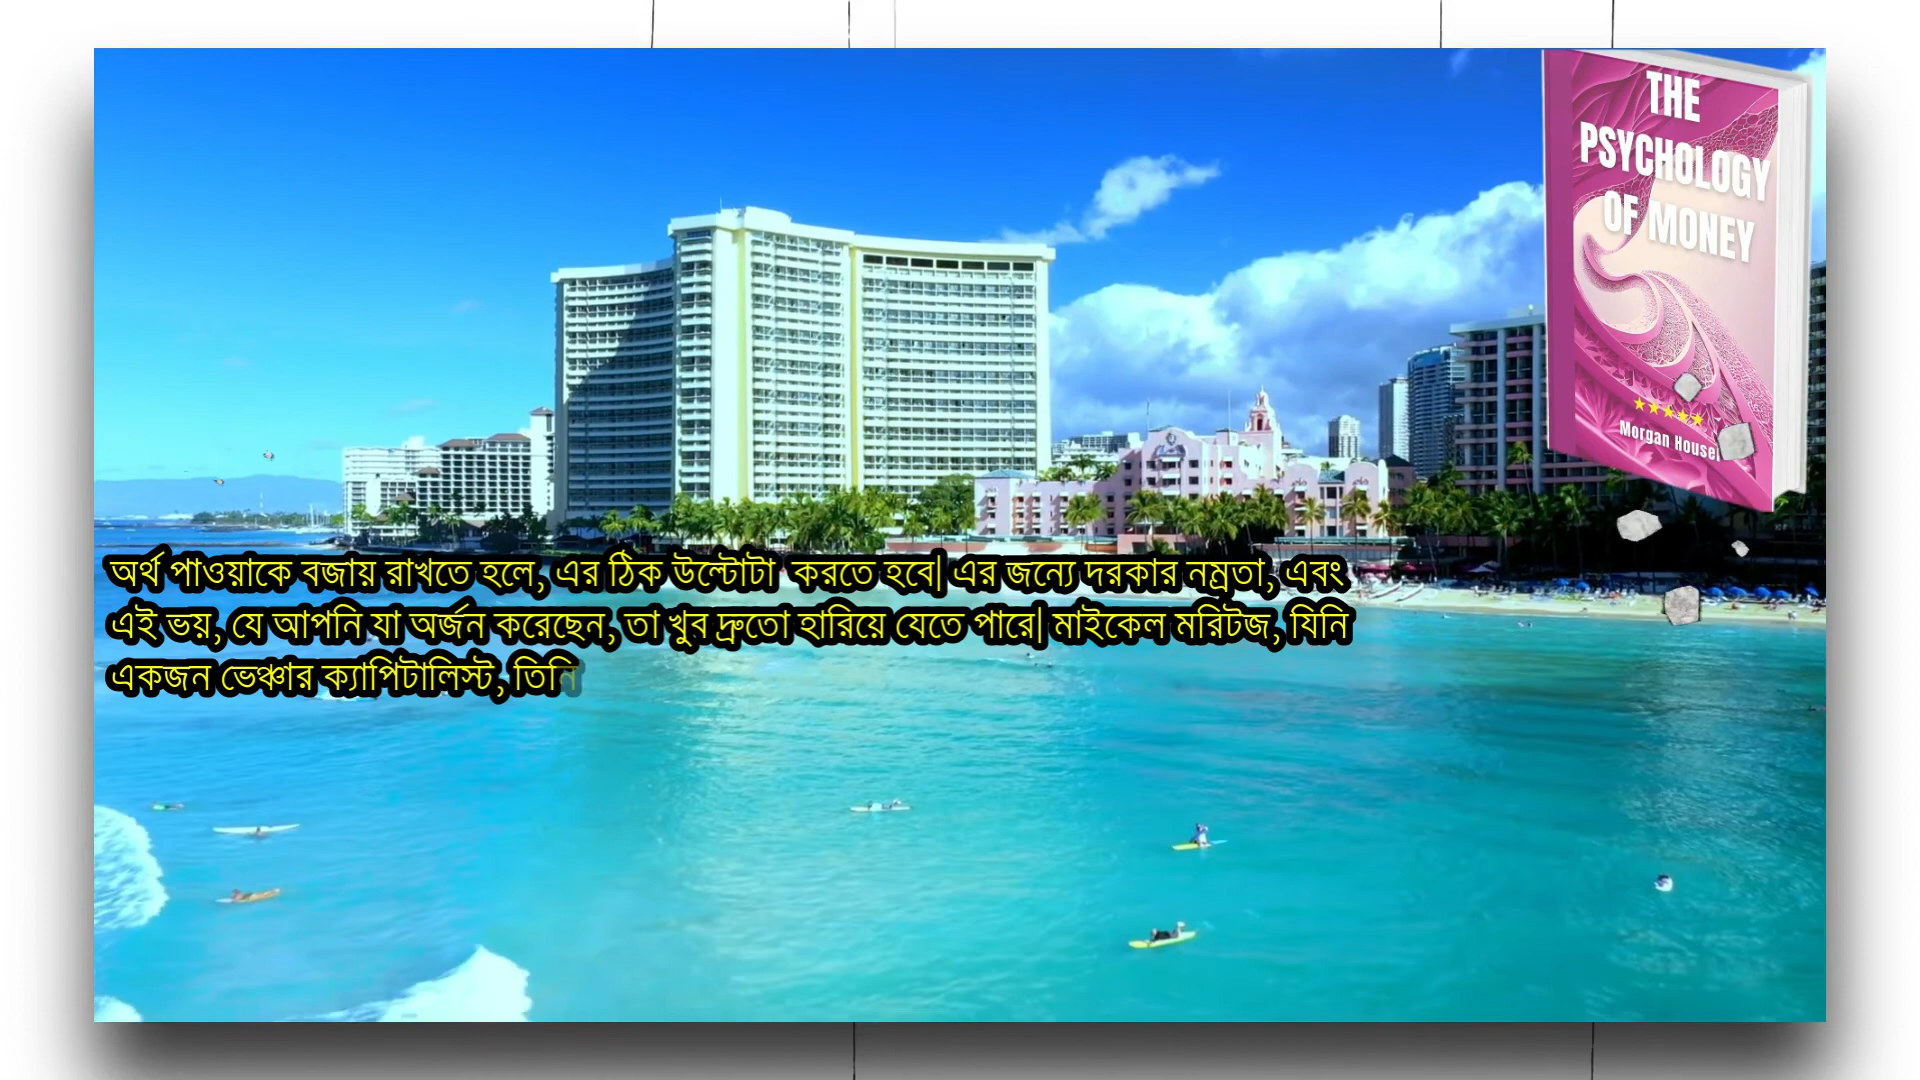 THE
PSYCHOLOGY
OF MONEY
Morgan Housel
অর্থ পাওয়াকে বজায় রাখতে হলে, এর ঠিক উল্টোটা করতে হবে| এর জন্যে দরকার নম্রতা, এবং
এই ভয়, যে আপনি যা অর্জন করেছেন, তা খুব দ্রুতো হারিয়ে যেতে পারে| মাইকেল মরিটজ, যিনি
একজন ভেঞ্চার ক্যাপিটালিস্ট, তিনি